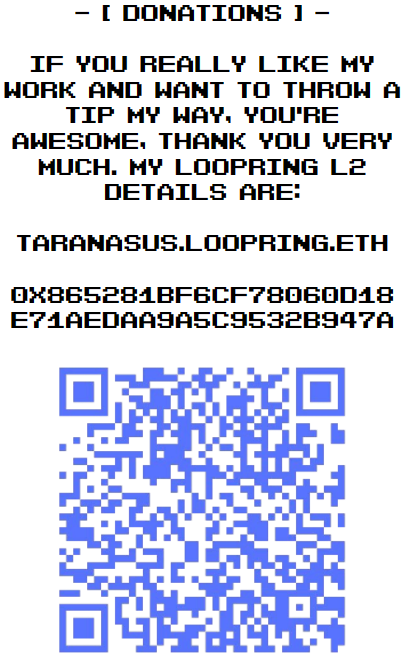 - [ DONATIONS ] -
IF YOU REALLY LIKE MY
WORK AND WANT TO THROW A
TIP MY WAY, YOU'RE
AWESOME, THANK YOU VERY
MUCH. MY LOOPRING L2
DETAILS ARE:
TARANASUS.LOOPRING.ETH
0X865281BF6CF78060D18
E71AEDAA9A5C9532B947A